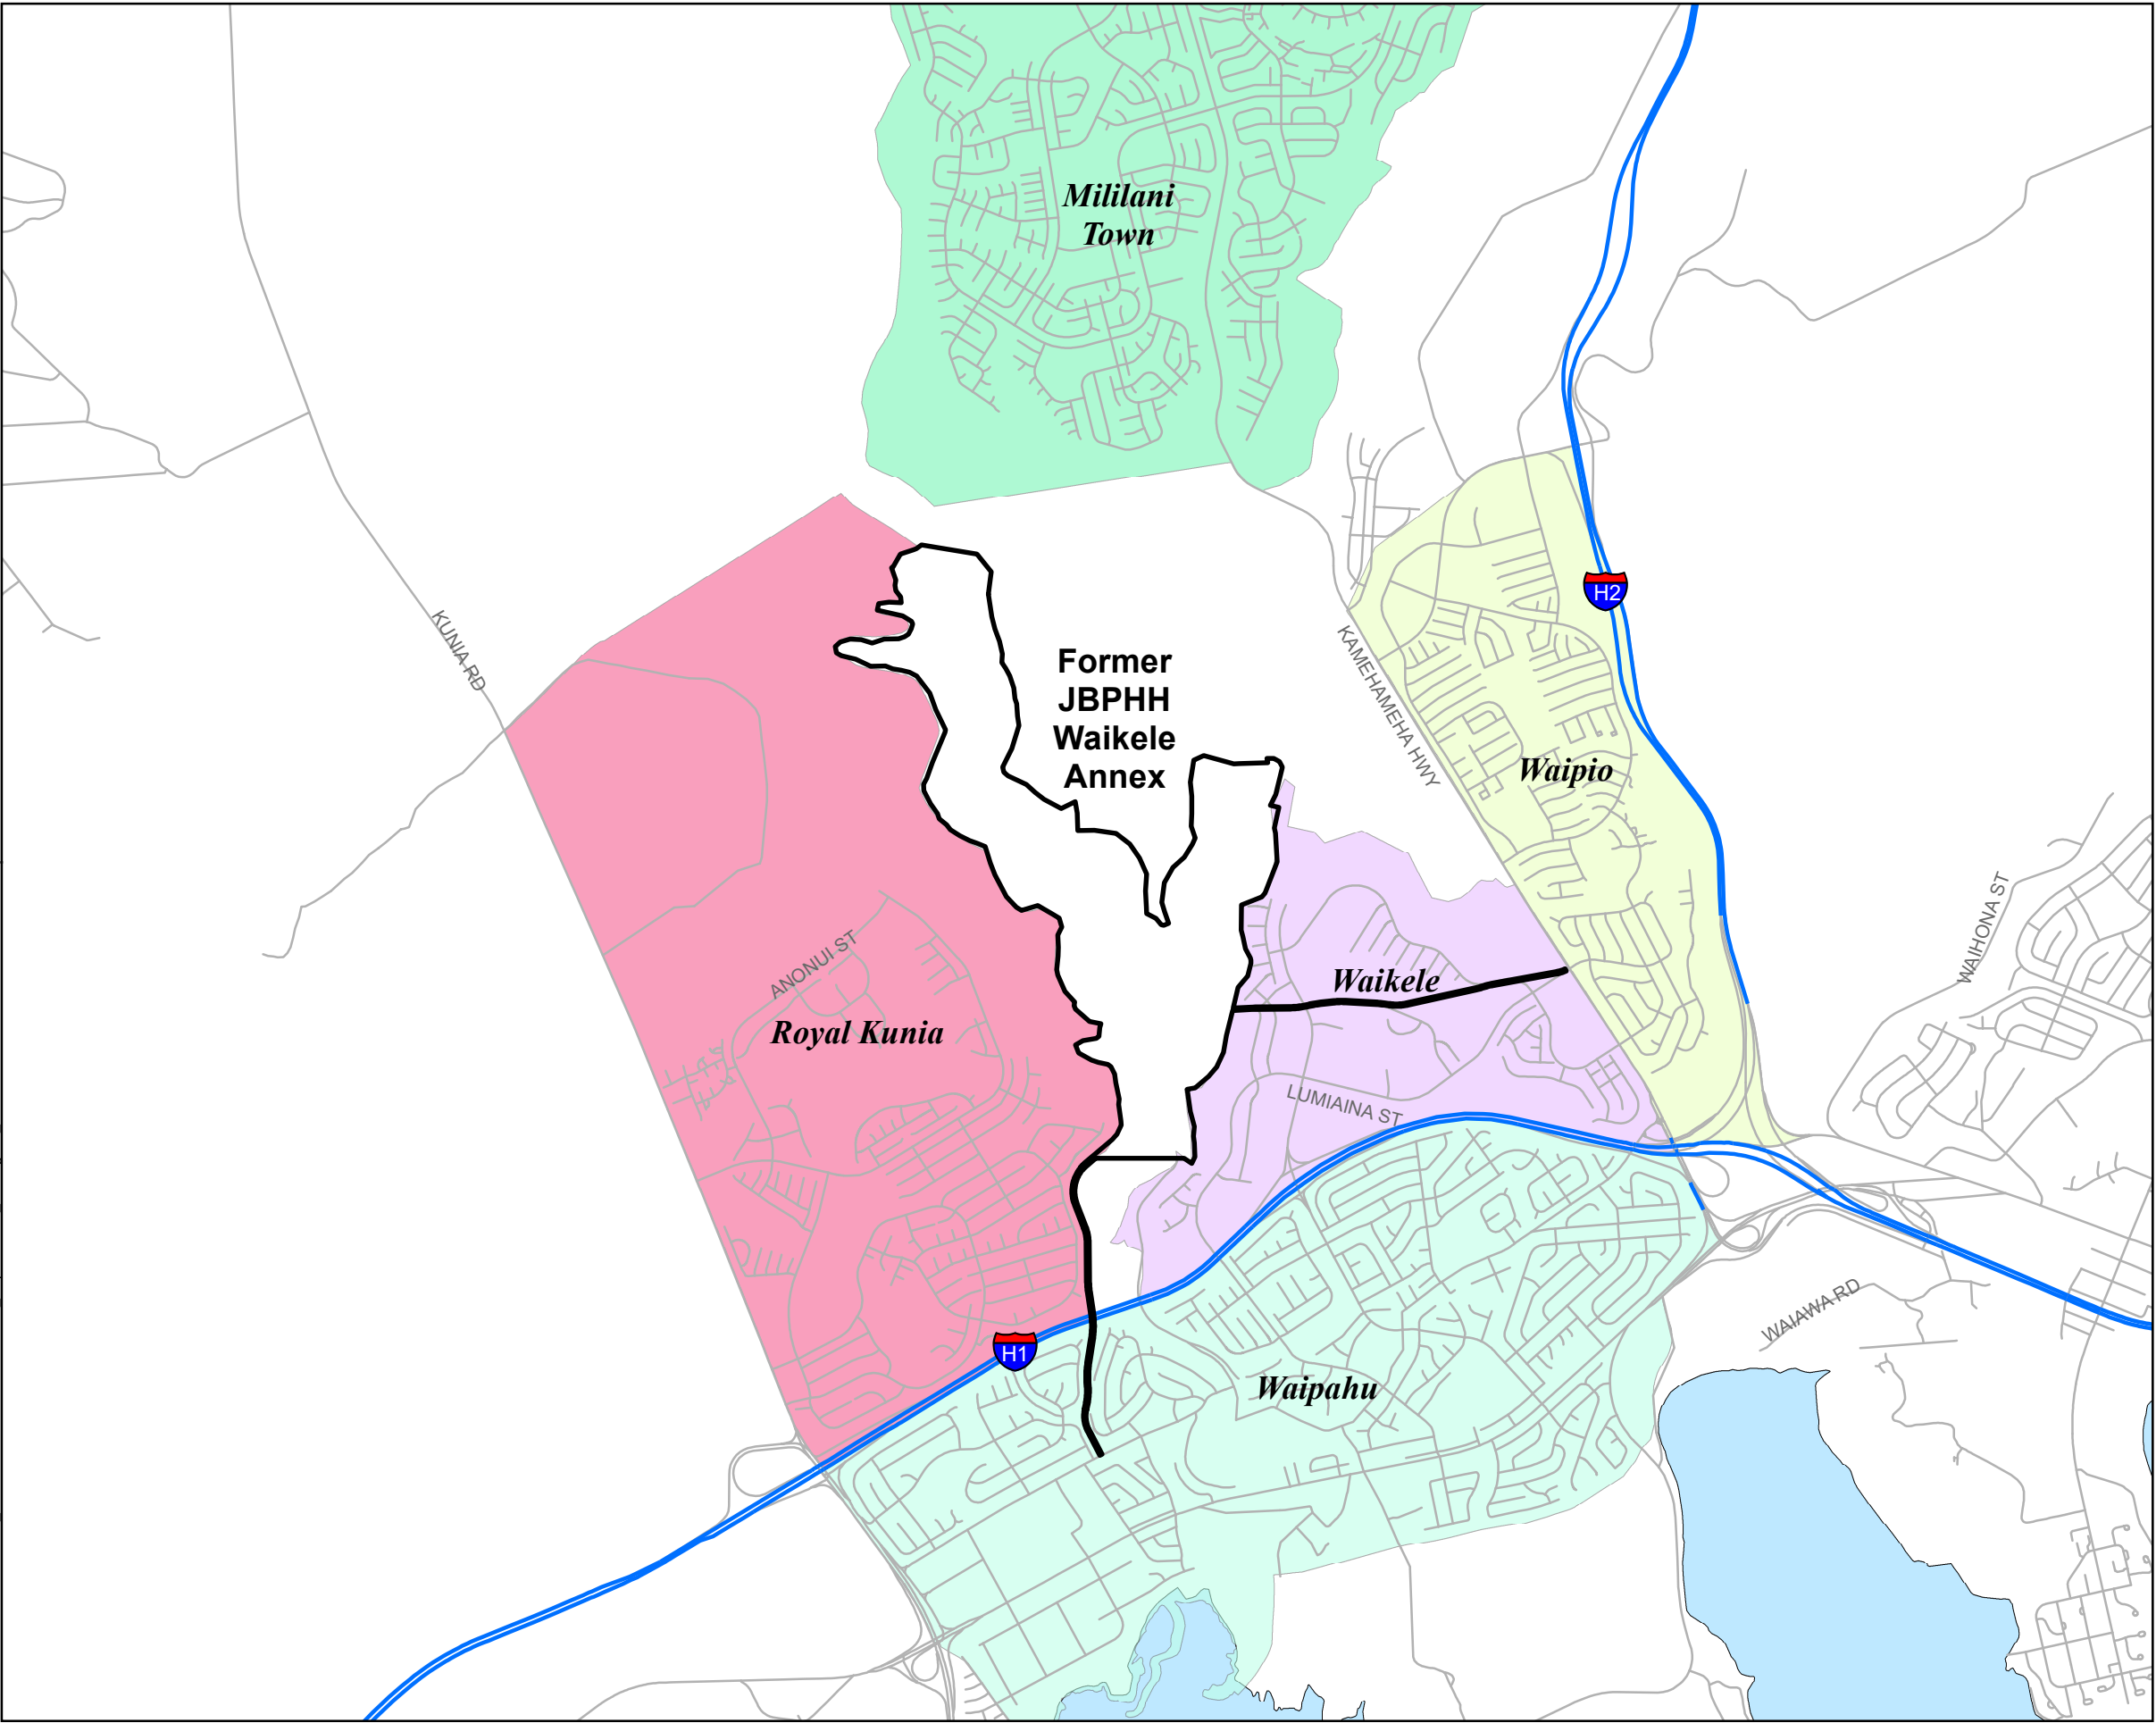 Mililani
Town
H2
KUNIA RD
KAMEHAMEHA HWY
Former
JBPHH
Waikele
Annex
Waipio
WAIHONA ST
ANONUI ST
Waikele
Royal Kunia
LUMIAINA ST
WAIAWA RD
H1
Waipahu